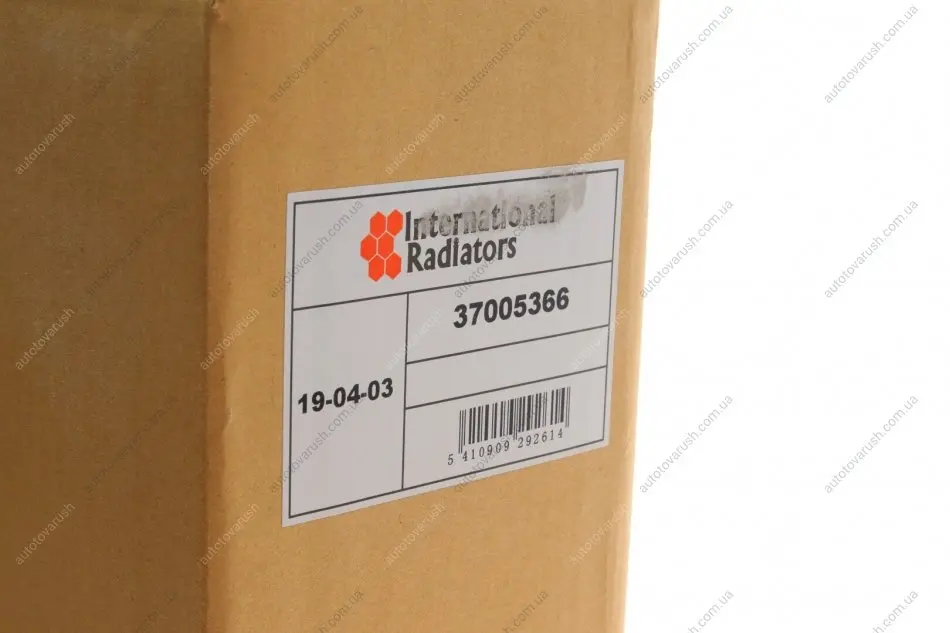 International
Radiators
37005366
19-04-03
5 410909 292614
autotovarush.com.ua